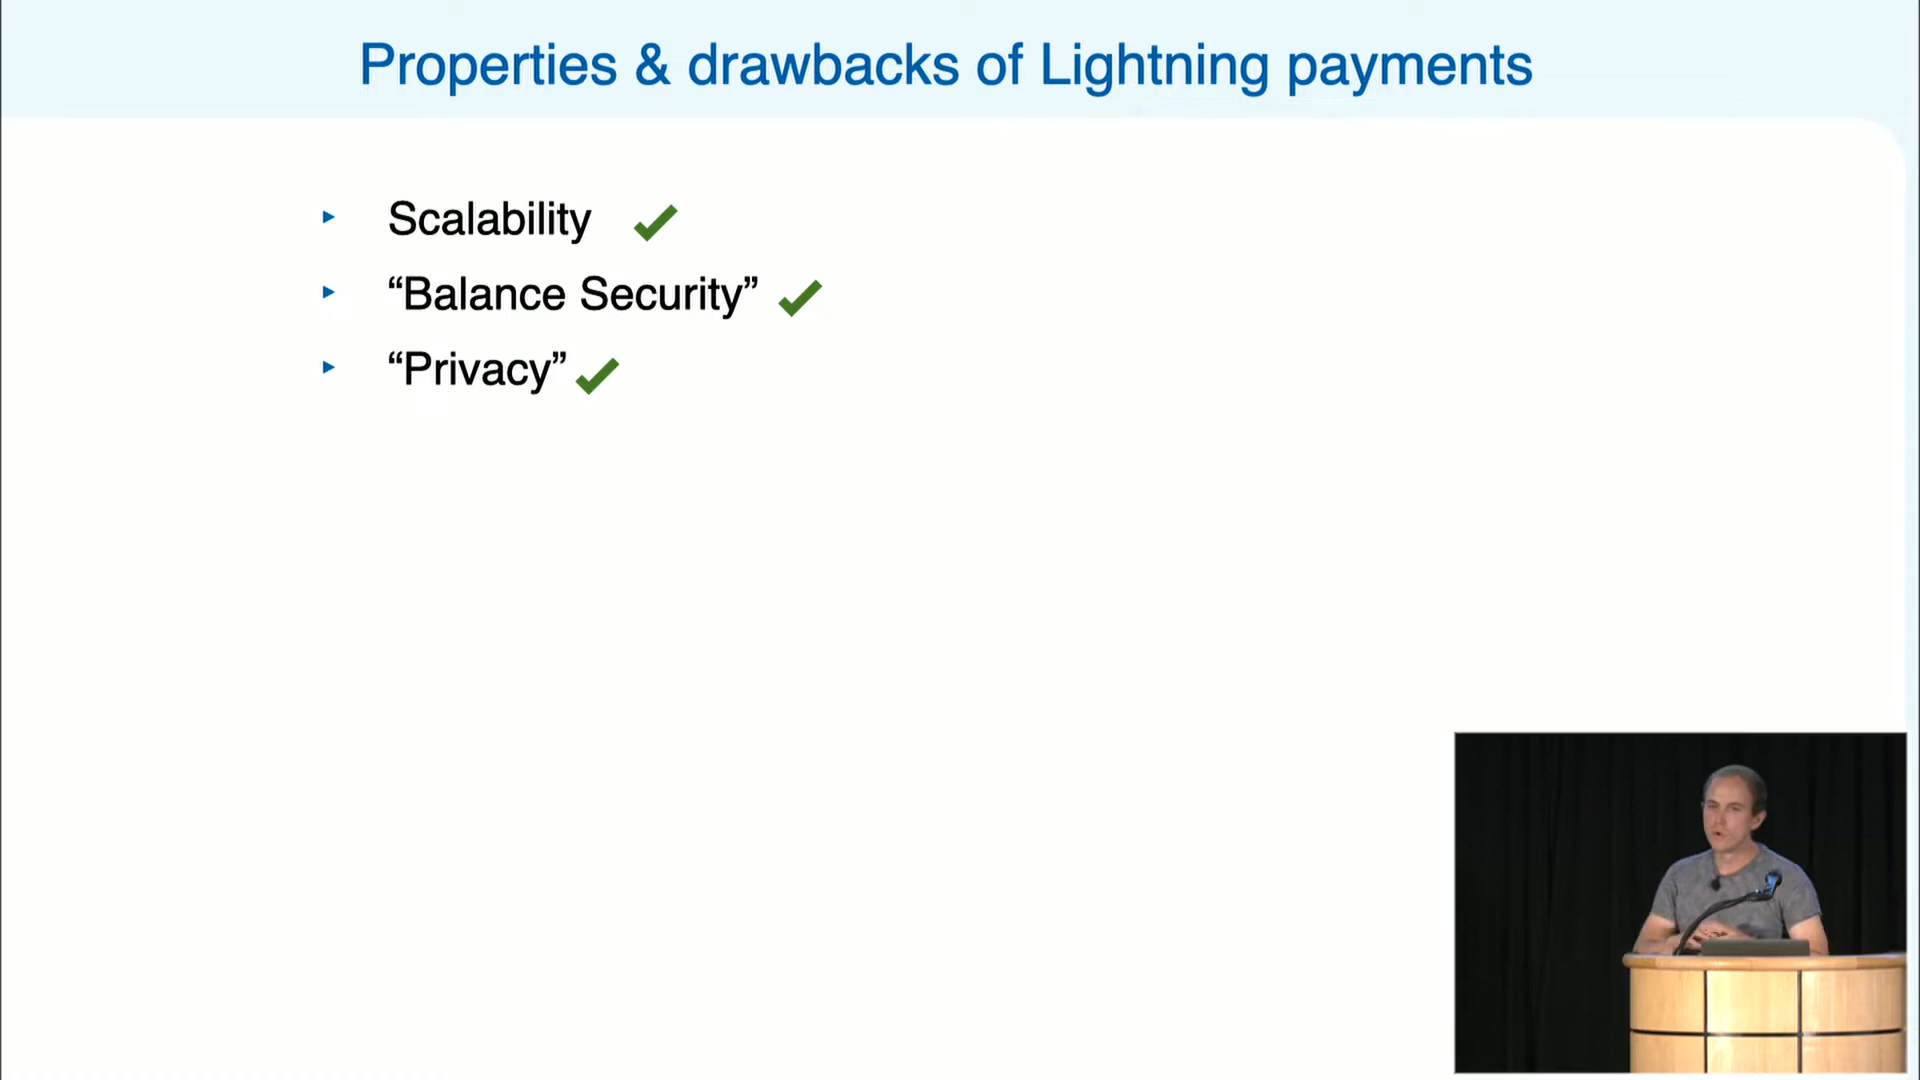 Properties & drawbacks of Lightning payments
Scalability
“Balance Security”
“Privacy”